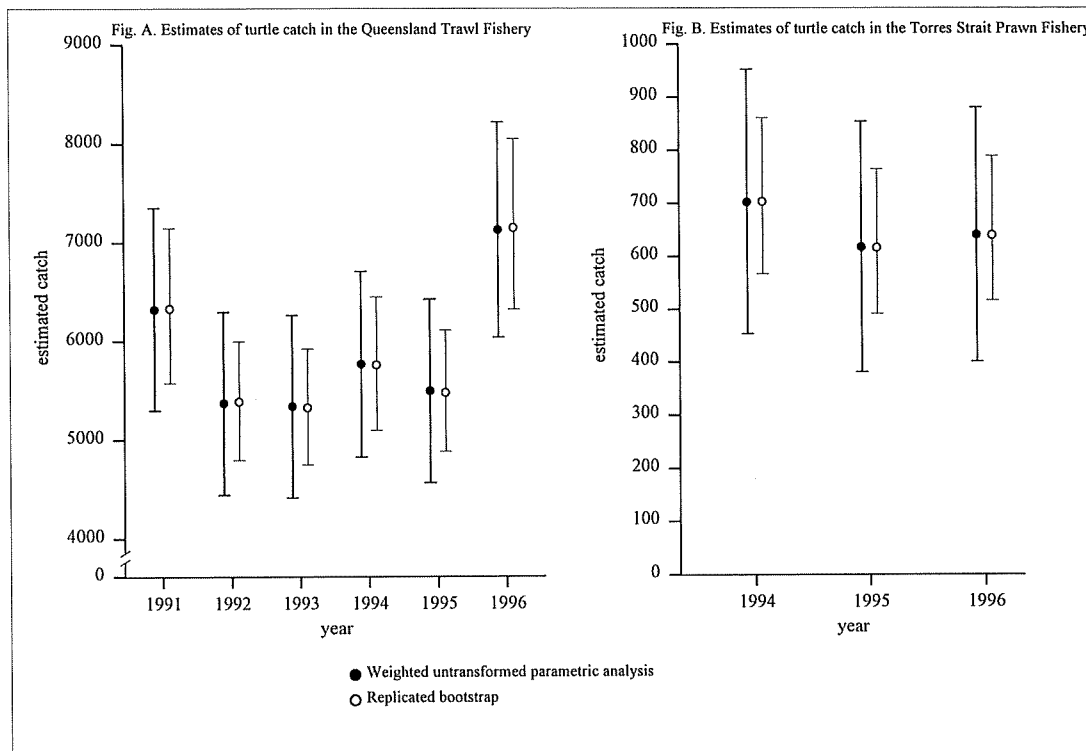 Fig. A. Estimates of turtle catch in the Queensland Trawl Fishery
9000
8000
7000
6000
5000
4000
0
estimated catch
1991 1992 1993 1994 1995 1996
year
Fig. B. Estimates of turtle catch in the Torres Strait Prawn Fishery
1000
900
800
700
600
500
400
300
200
100
0
estimated catch
1994 1995 1996
year
Weighted untransformed parametric analysis
Replicated bootstrap